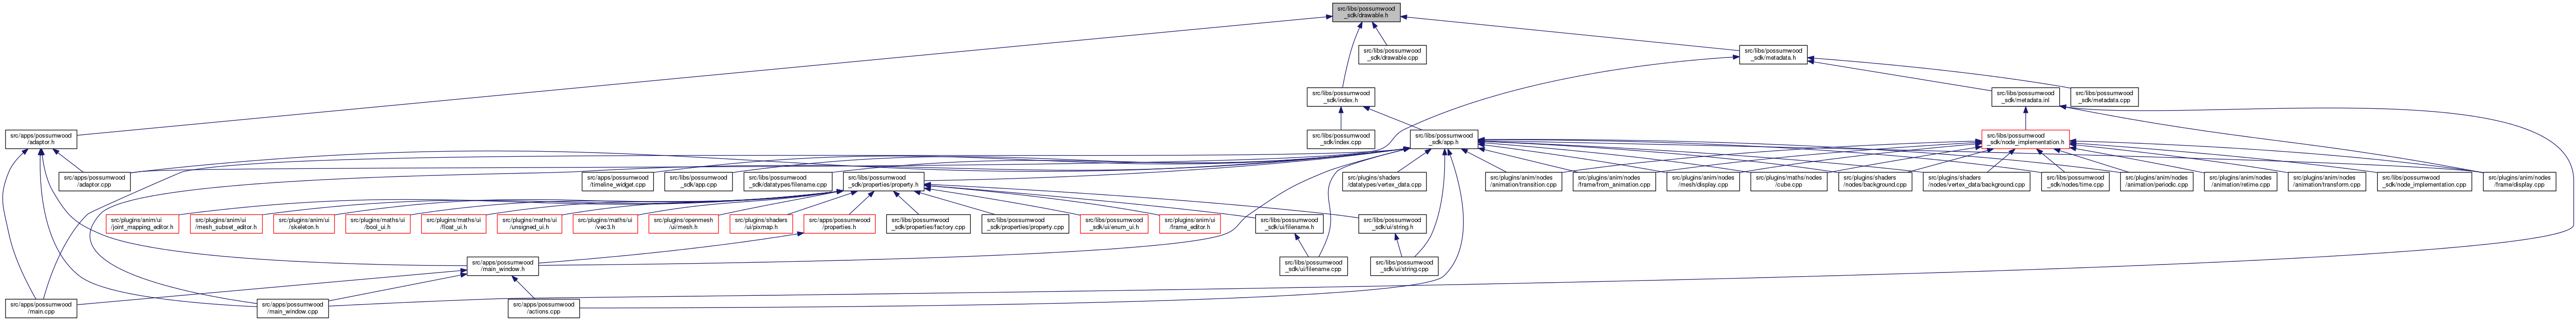 src/libs/possumwood
_sdk/drawable.h
src/libs/possumwood
_sdk/drawable.cpp
src/libs/possumwood
_sdk/metadata.h
src/libs/possumwood
_sdk/index.h
src/libs/possumwood
_sdk/metadata.inl
src/libs/possumwood
_sdk/metadata.cpp
src/apps/possumwood
/adaptor.h
src/libs/possumwood
_sdk/index.cpp
src/libs/possumwood
_sdk/app.h
src/libs/possumwood
_sdk/node_implementation.h
src/apps/possumwood
/adaptor.cpp
src/apps/possumwood
/timeline_widget.cpp
src/libs/possumwood
_sdk/app.cpp
src/libs/possumwood
_sdk/datatypes/filename.cpp
src/libs/possumwood
_sdk/properties/property.h
src/plugins/shaders
/datatypes/vertex_data.cpp
src/plugins/anim/nodes
/animation/transition.cpp
src/plugins/anim/nodes
/frame/from_animation.cpp
src/plugins/anim/nodes
/mesh/display.cpp
src/plugins/maths/nodes
/cube.cpp
src/plugins/shaders
/nodes/background.cpp
src/plugins/shaders
/nodes/vertex_data/background.cpp
src/libs/possumwood
_sdk/nodes/time.cpp
src/plugins/anim/nodes
/animation/periodic.cpp
src/plugins/anim/nodes
/animation/retime.cpp
src/plugins/anim/nodes
/animation/transform.cpp
src/libs/possumwood
_sdk/node_implementation.cpp
src/plugins/anim/nodes
/frame/display.cpp
src/plugins/anim/ui
/joint_mapping_editor.h
src/plugins/anim/ui
/mesh_subset_editor.h
src/plugins/anim/ui
/skeleton.h
src/plugins/maths/ui
/bool_ui.h
src/plugins/maths/ui
/float_ui.h
src/plugins/maths/ui
/unsigned_ui.h
src/plugins/maths/ui
/vec3.h
src/plugins/openmesh
/ui/mesh.h
src/plugins/shaders
/ui/pixmap.h
src/apps/possumwood
/properties.h
src/libs/possumwood
_sdk/properties/factory.cpp
src/libs/possumwood
_sdk/properties/property.cpp
src/libs/possumwood
_sdk/ui/enum_ui.h
src/plugins/anim/ui
/frame_editor.h
src/libs/possumwood
_sdk/ui/filename.h
src/libs/possumwood
_sdk/ui/string.h
src/apps/possumwood
/main_window.h
src/libs/possumwood
_sdk/ui/filename.cpp
src/libs/possumwood
_sdk/ui/string.cpp
src/apps/possumwood
/main.cpp
src/apps/possumwood
/main_window.cpp
src/apps/possumwood
/actions.cpp